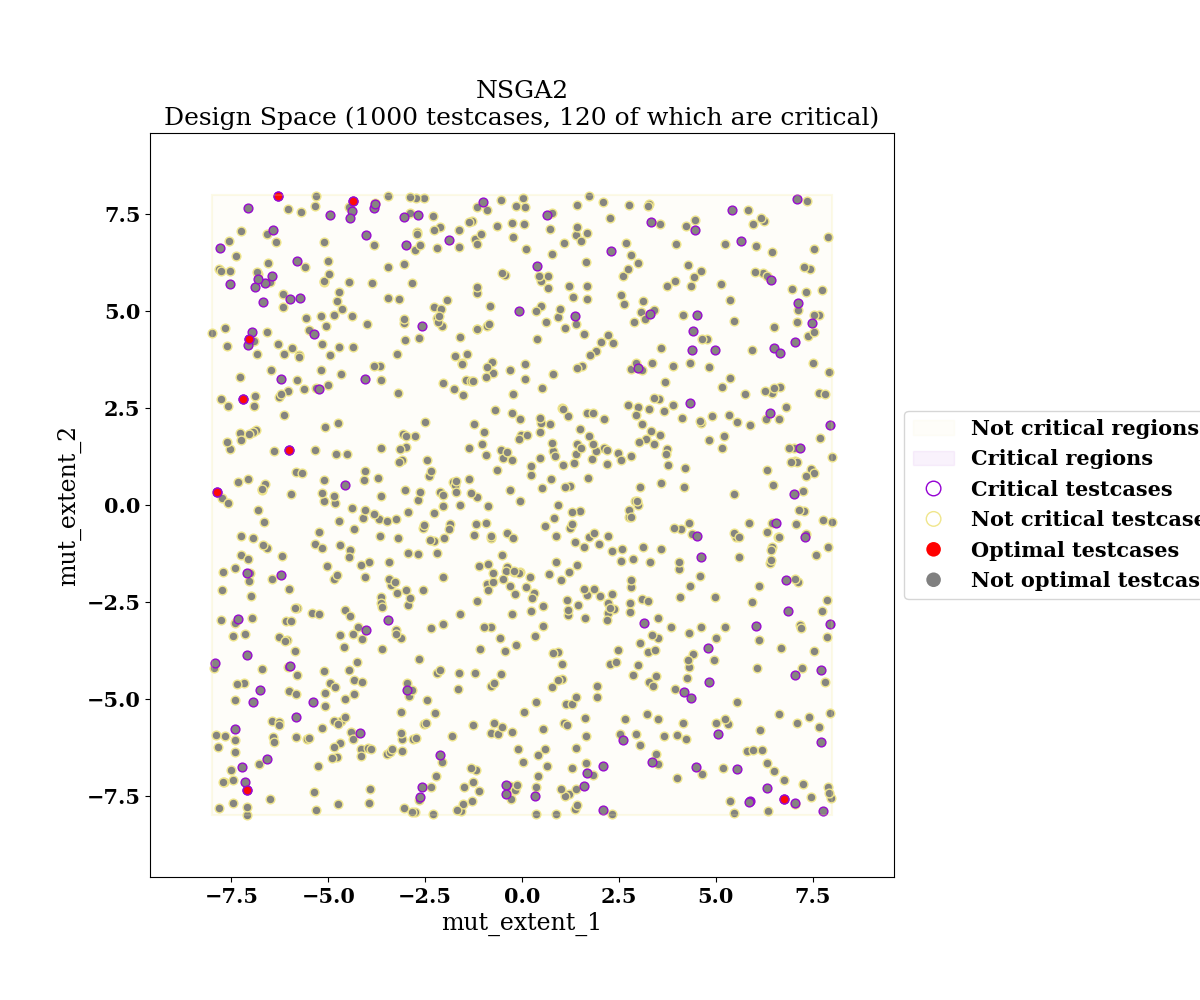 NSGA2
Design Space (1000 testcases, 120 of which are critical)
mut_extent_2
7.5
5.0
2.5
0.0
−2.5
−5.0
−7.5
−7.5 −5.0 −2.5 0.0 2.5 5.0 7.5
mut_extent_1
Not critical regions
Critical regions
Critical testcases
Not critical testcase
Optimal testcases
Not optimal testcas